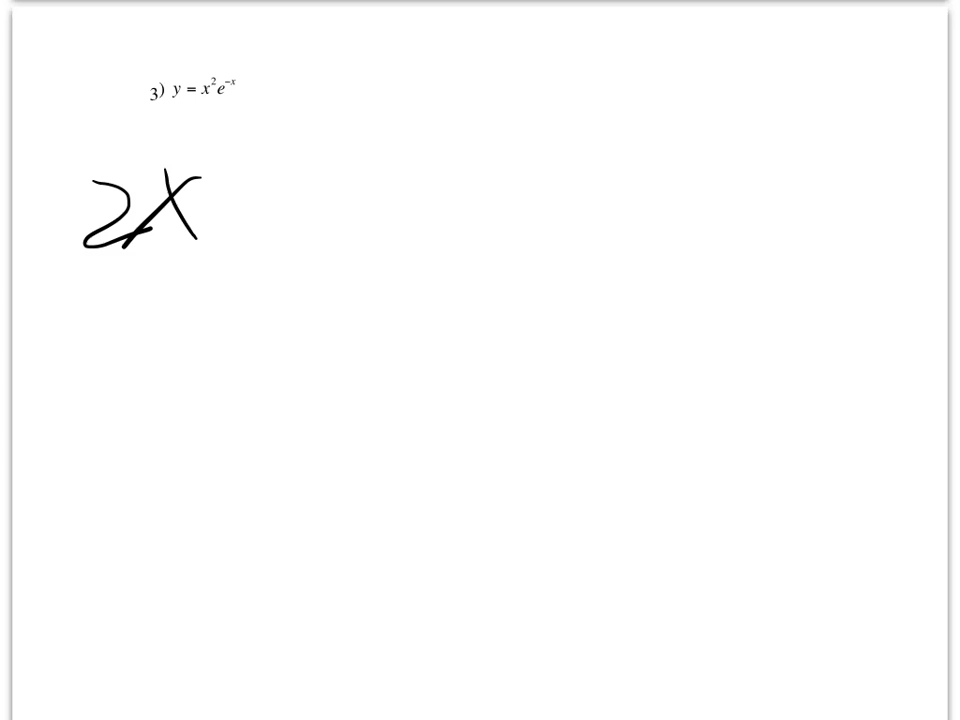 3) y = x²e⁻ˣ
2x